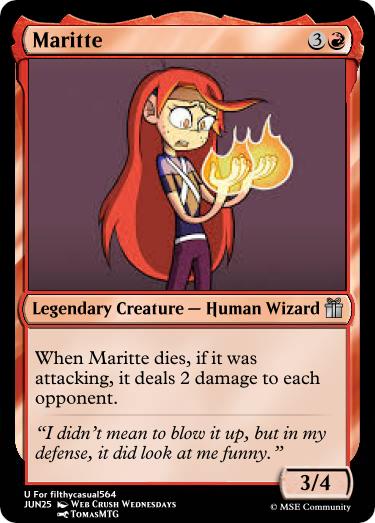 Maritte 3
Legendary Creature — Human Wizard
When Maritte dies, if it was
attacking, it deals 2 damage to each
opponent.
“I didn’t mean to blow it up, but in my
defense, it did look at me funny.”
3/4
U For filthycasual564
JUN25 Web Crush Wednesdays
TomasMTG
© MSE Community